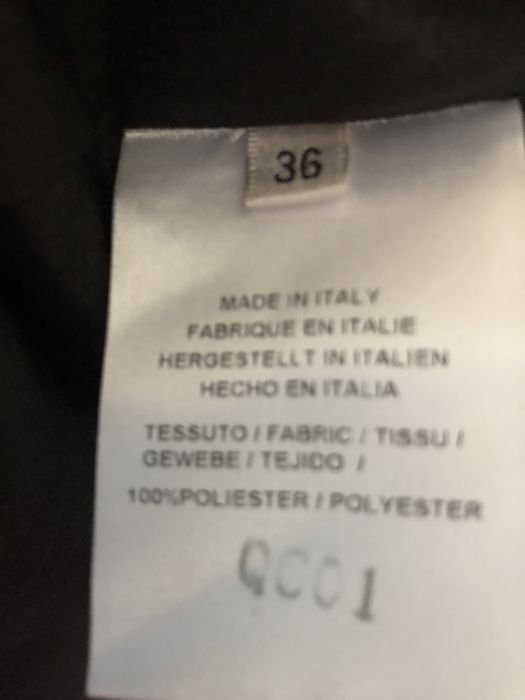 36
MADE IN ITALY
FABRIQUE EN ITALIE
HERGESTELLT IN ITALIEN
HECHO EN ITALIA
TESSUTO / FABRIC / TISSU /
GEWEBE / TEJIDO /
100%POLIESTER / POLYESTER
QC01